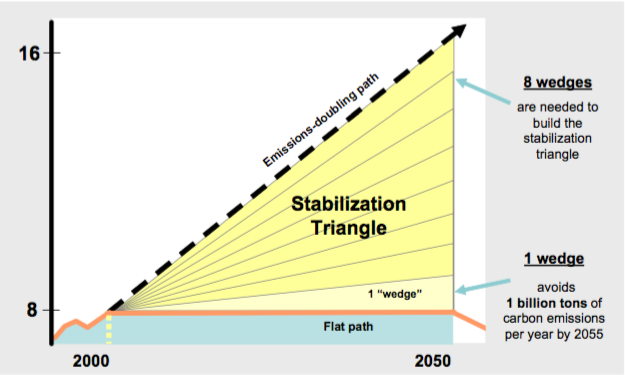 16
8
Emissions-doubling path
Stabilization
Triangle
1 “wedge”
Flat path
2000
2050
8 wedges
are needed to
build the
stabilization
triangle
1 wedge
avoids
1 billion tons of
carbon emissions
per year by 2055